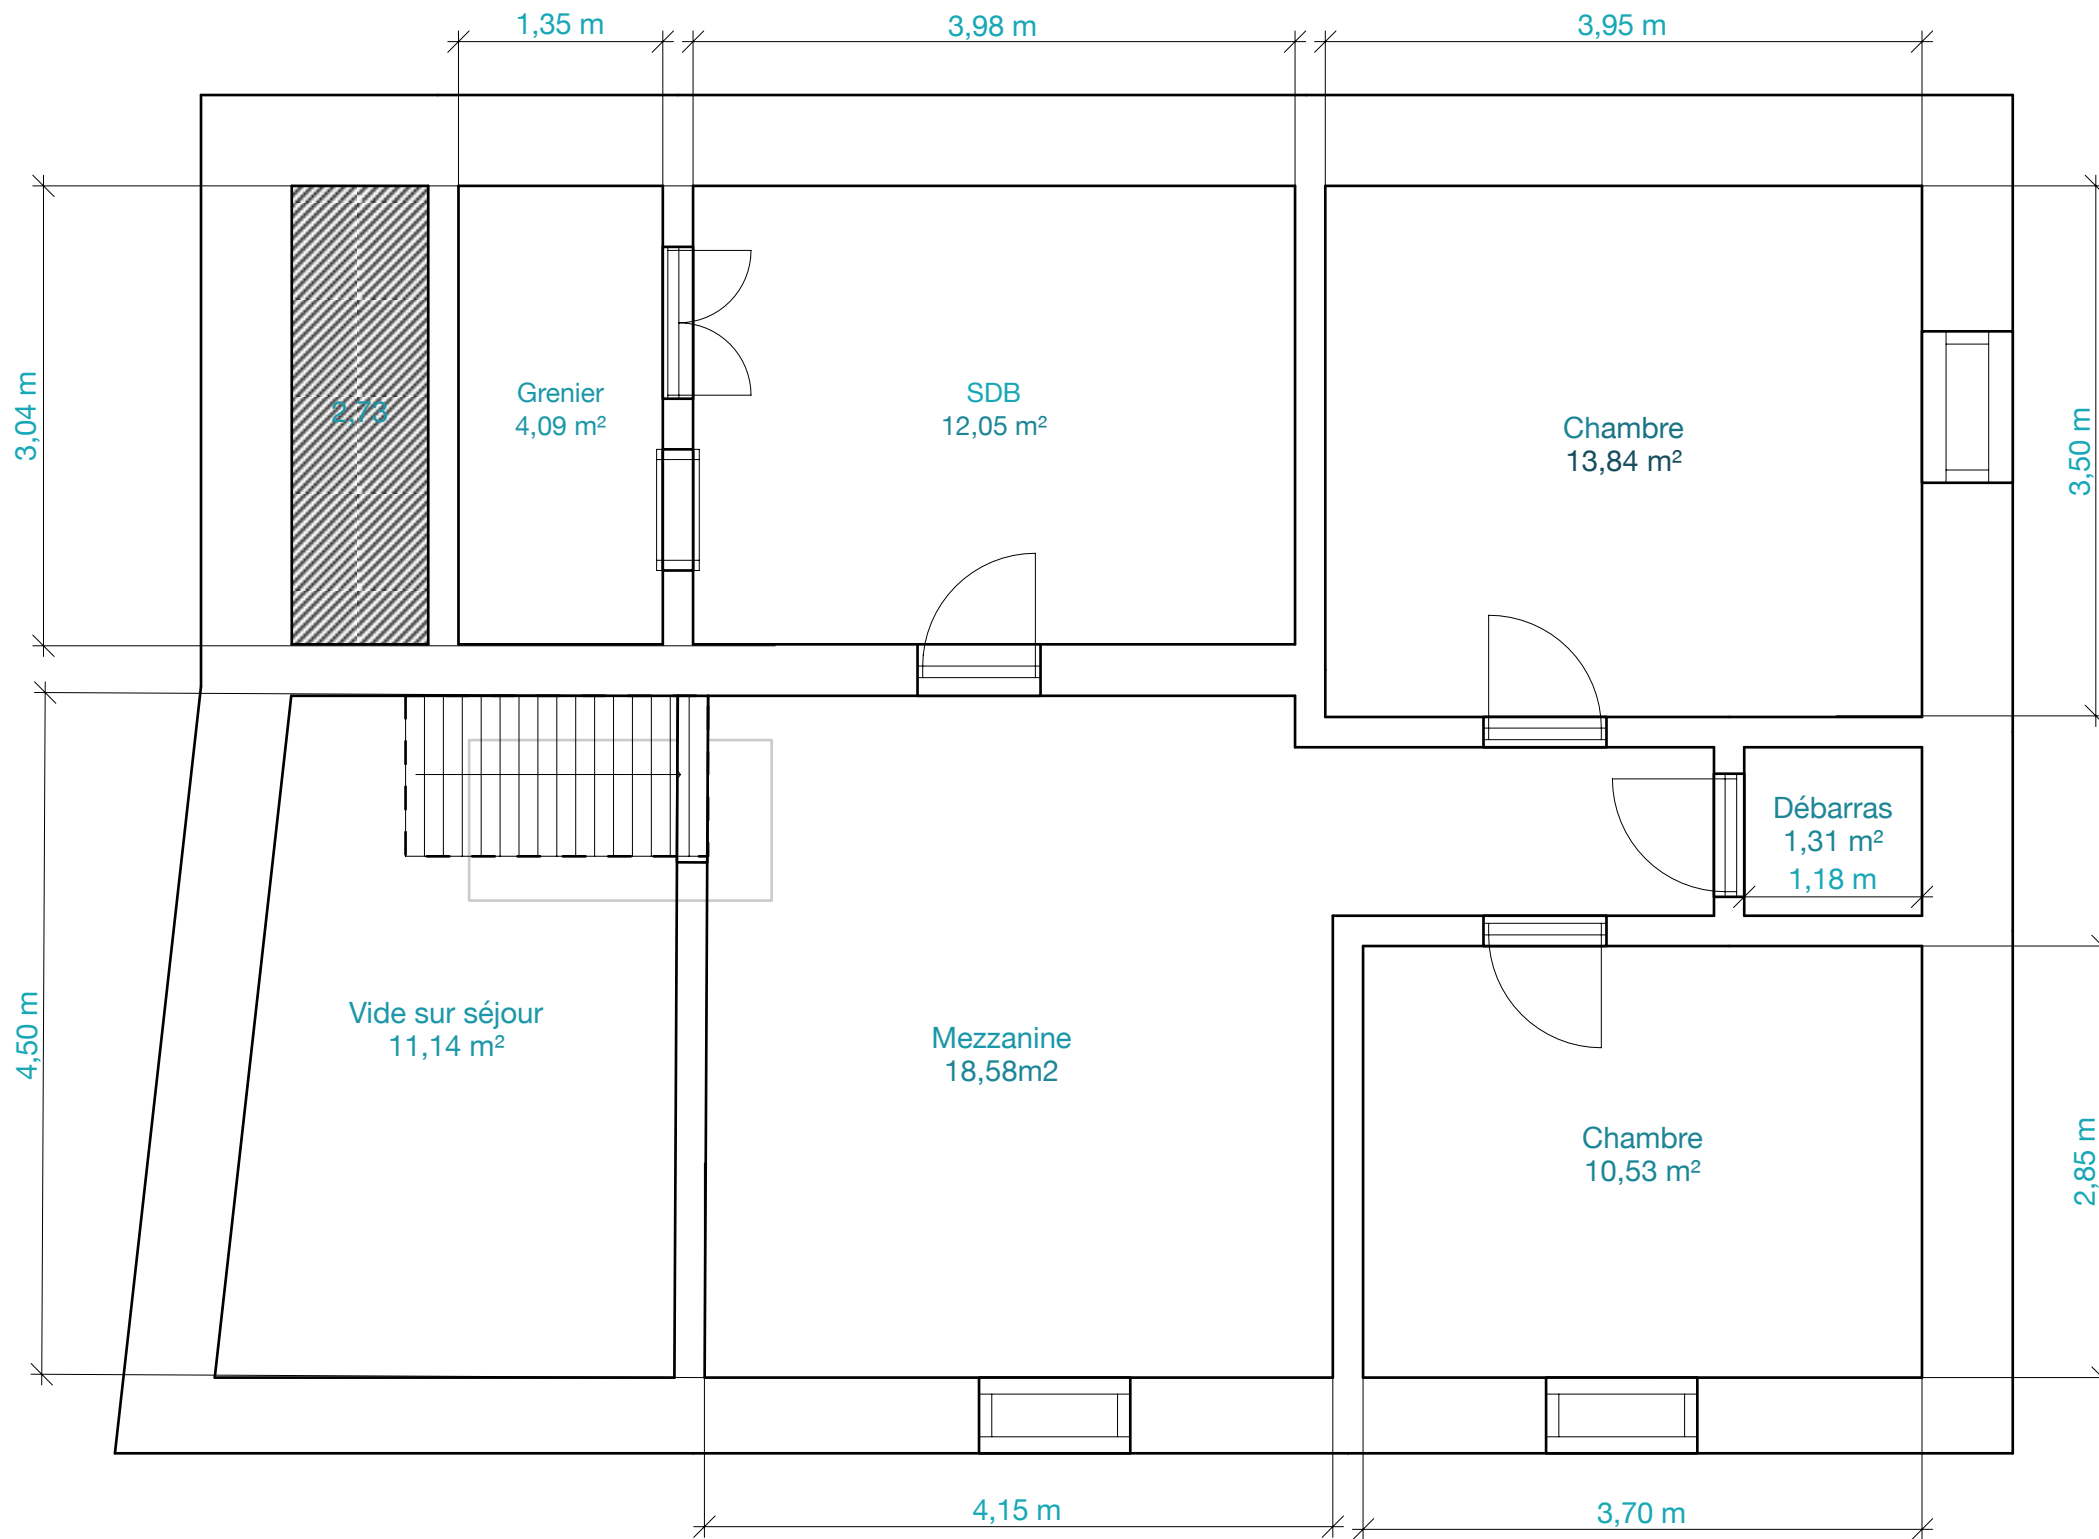 1,35 m
3,98 m
3,95 m
3,04 m
2,73
Grenier
4,09 m²
SDB
12,05 m²
Chambre
13,84 m²
3,50 m
Débarras
1,31 m²
1,18 m
4,50 m
Vide sur séjour
11,14 m²
Mezzanine
18,58m2
Chambre
10,53 m²
2,85 m
4,15 m
3,70 m